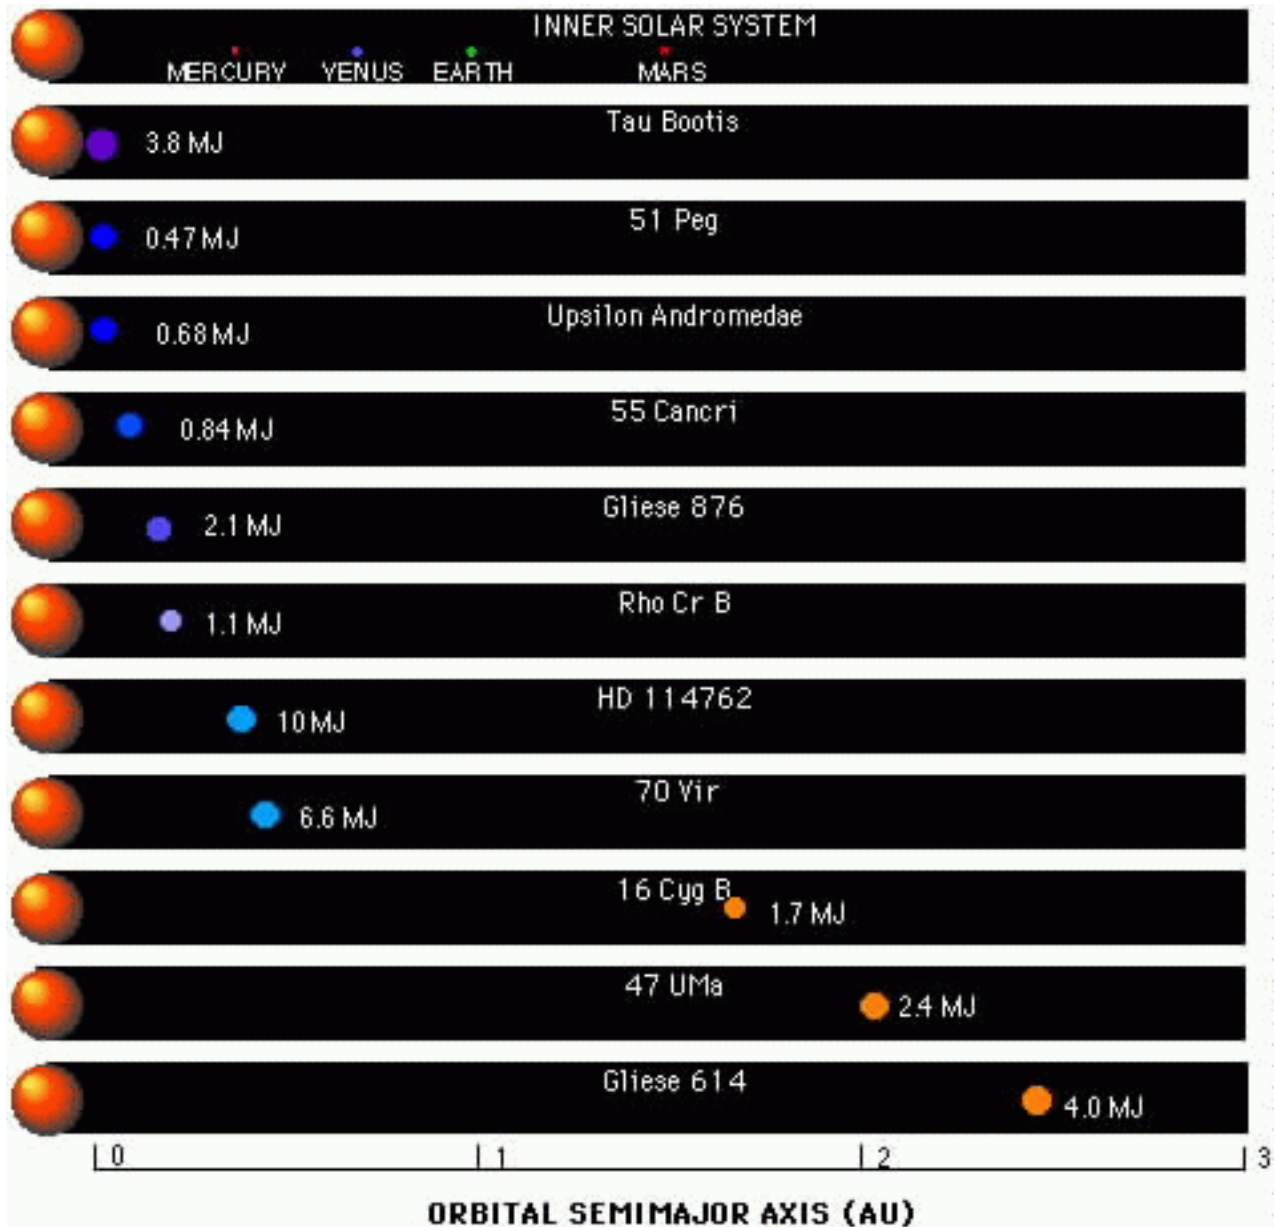 INNER SOLAR SYSTEM
MERCURY VENUS EARTH MARS
Tau Bootis
3.8 MJ
51 Peg
0.47 MJ
Upsilon Andromedae
0.68 MJ
55 Cancri
0.84 MJ
Gliese 876
2.1 MJ
Rho Cr B
1.1 MJ
HD 114762
10 MJ
70 Vir
6.6 MJ
16 Cyg B
1.7 MJ
47 UMa
2.4 MJ
Gliese 614
4.0 MJ
0 1 2 3
ORBITAL SEMIMAJOR AXIS (AU)